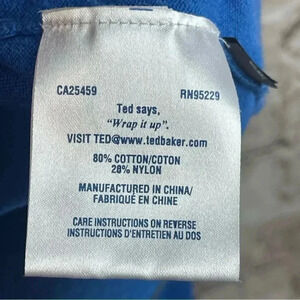 CA25459 RN95229
Ted says,
"Wrap it up".
VISIT TED@www.tedbaker.com
80% COTTON/COTON
20% NYLON
MANUFACTURED IN CHINA/
FABRIQUÉ EN CHINE
CARE INSTRUCTIONS ON REVERSE
INSTRUCTIONS D'ENTRETIEN AU DOS